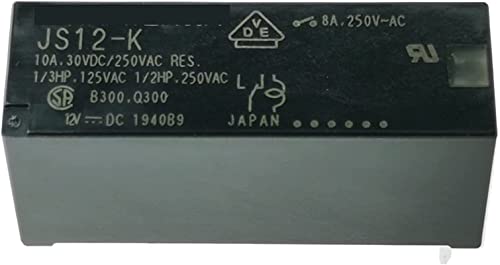 JS12-K
10A.30VDC/250VAC RES.
1/3HP.125VAC 1/2HP.250VAC
B300.Q300
12V DC 1940B9
VDE
8A.250V~AC
JAPAN